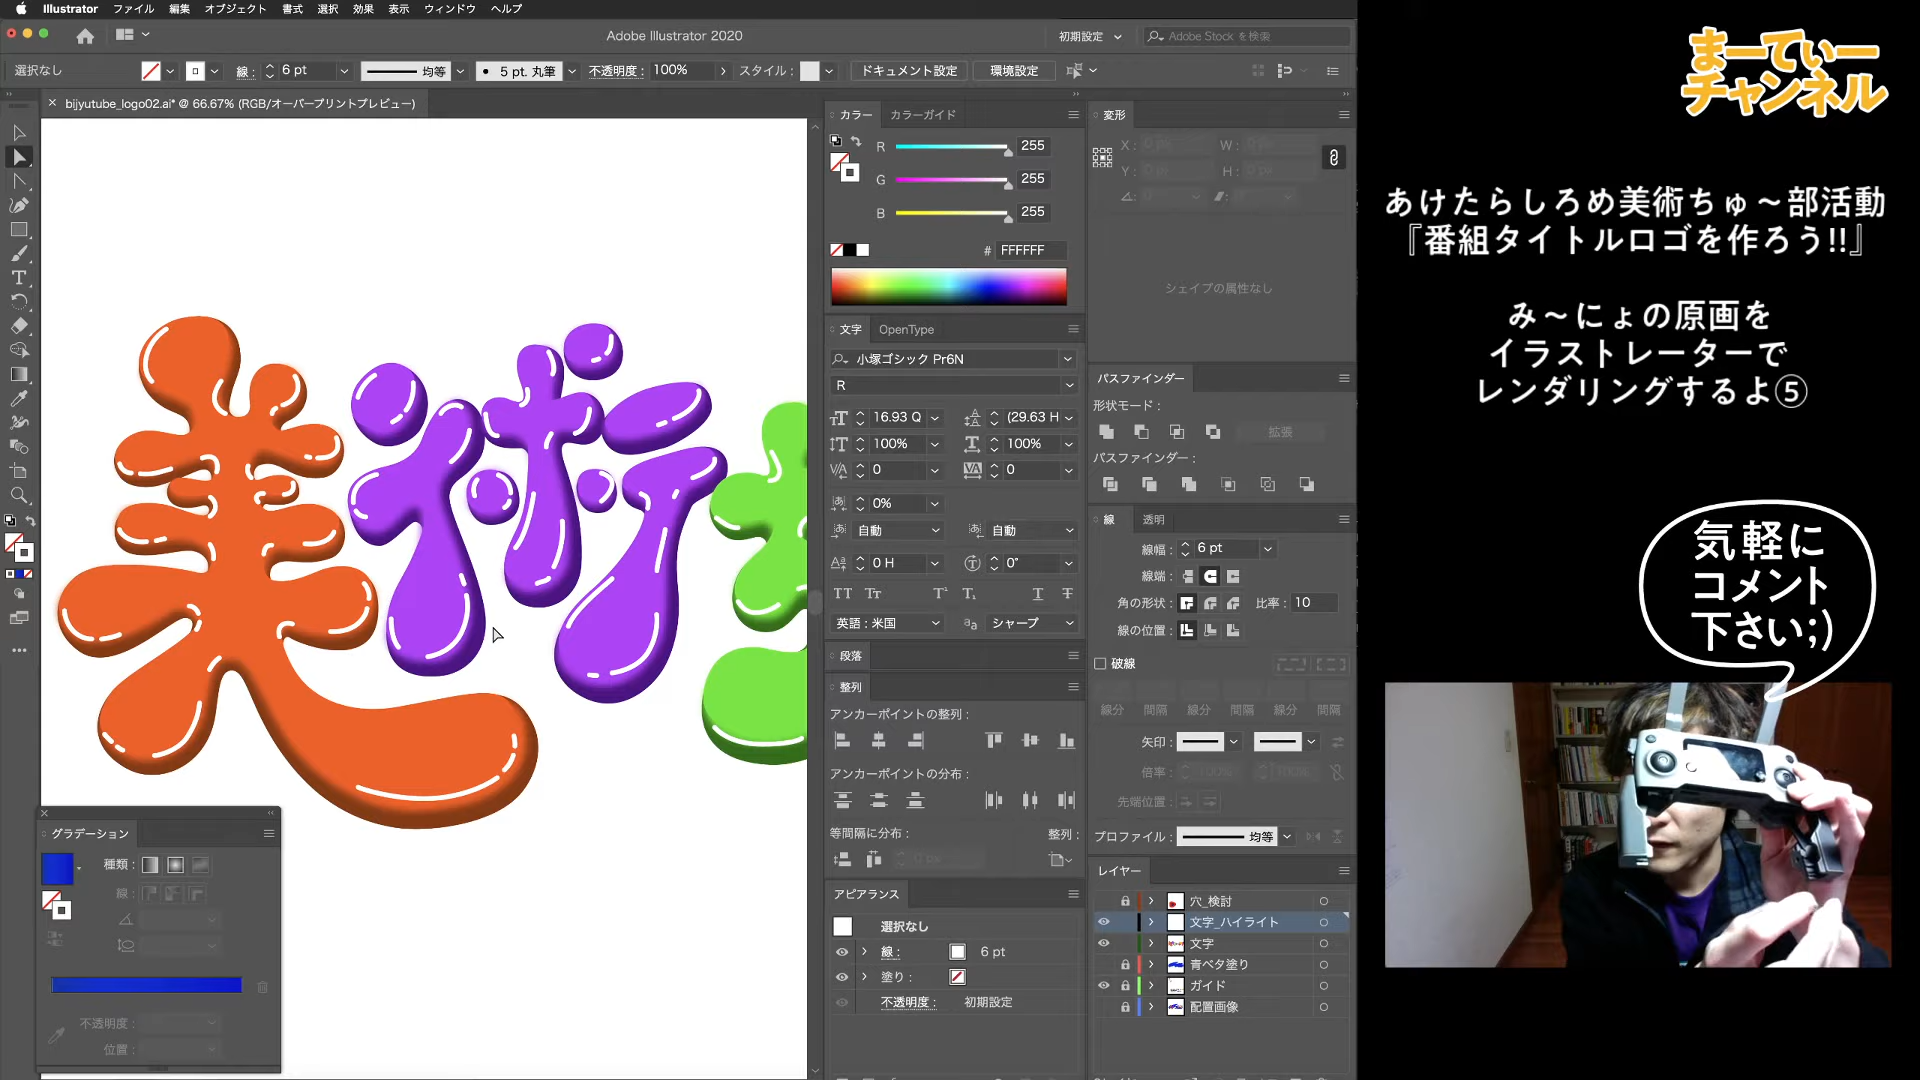 Illustrator ファイル 編集 オブジェクト 書式 選択 効果 表示 ウィンドウ ヘルプ
Adobe Illustrator 2020
初期設定
Adobe Stock を検索
選択なし
線 : 6 pt
均等
5 pt. 丸筆
不透明度 : 100%
スタイル :
ドキュメント設定
環境設定
bijyutube_logo02.ai* @ 66.67% (RGB/オーバープリントプレビュー)
美術
カラー カラーガイド
R 255
G 255
B 255
# FFFFFF
文字 OpenType
小塚ゴシック Pr6N
R
16.93 Q (29.63 H
100% 100%
0 0
0%
自動 自動
0 H 0°
英語 : 米国 シャープ
段落
整列
アンカーポイントの整列 :
アンカーポイントの分布 :
等間隔に分布 : 整列 :
0 px
アピアランス
選択なし
線 : 6 pt
塗り :
不透明度 : 初期設定
変形
X : 0 px W : 0 px
Y : 0 px H : 0 px
シェイプの属性なし
パスファインダー
形状モード :
拡張
パスファインダー :
線 透明
線幅 : 6 pt
線端 :
角の形状 : 比率 : 10
線の位置 :
破線
線分 間隔 線分 間隔 線分 間隔
矢印 :
倍率 : 100% 100%
先端位置 :
プロファイル : 均等
レイヤー
穴_検討
文字_ハイライト
文字
青ベタ塗り
ガイド
配置画像
グラデーション
種類 :
線 :
不透明度 :
位置 :
まーてぃー
チャンネル
あけたらしろめ美術ちゅ～部活動
『番組タイトルロゴを作ろう!!』
み～にょの原画を
イラストレーターで
レンダリングするよ⑤
気軽に
コメント
下さい;)